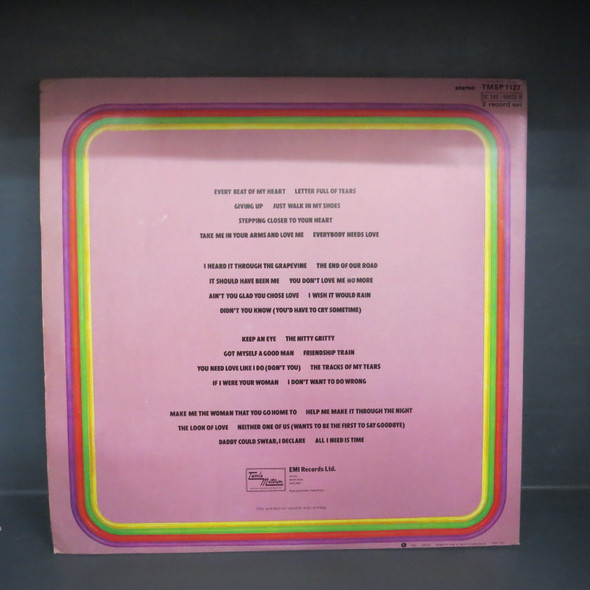 stereo TMSP 1127
2 record set
EVERY BEAT OF MY HEART LETTER FULL OF TEARS
GIVING UP JUST WALK IN MY SHOES
STEPPING CLOSER TO YOUR HEART
TAKE ME IN YOUR ARMS AND LOVE ME EVERYBODY NEEDS LOVE
I HEARD IT THROUGH THE GRAPEVINE THE END OF OUR ROAD
IT SHOULD HAVE BEEN ME YOU DON'T LOVE ME NO MORE
AIN'T YOU GLAD YOU CHOSE LOVE I WISH IT WOULD RAIN
DIDN'T YOU KNOW (YOU'D HAVE TO CRY SOMETIME)
KEEP AN EYE THE NITTY GRITTY
GOT MYSELF A GOOD MAN FRIENDSHIP TRAIN
YOU NEED LOVE LIKE I DO (DON'T YOU) THE TRACKS OF MY TEARS
IF I WERE YOUR WOMAN I DON'T WANT TO DO WRONG
MAKE ME THE WOMAN THAT YOU GO HOME TO HELP ME MAKE IT THROUGH THE NIGHT
THE LOOK OF LOVE NEITHER ONE OF US (WANTS TO BE THE FIRST TO SAY GOODBYE)
DADDY COULD SWEAR, I DECLARE ALL I NEED IS TIME
Tamla Motown
EMI Records Ltd.